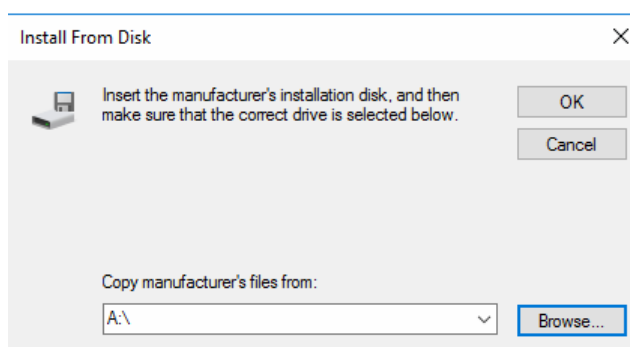 Install From Disk
Insert the manufacturer's installation disk, and then
make sure that the correct drive is selected below.
OK
Cancel
Copy manufacturer's files from:
A:\
Browse...